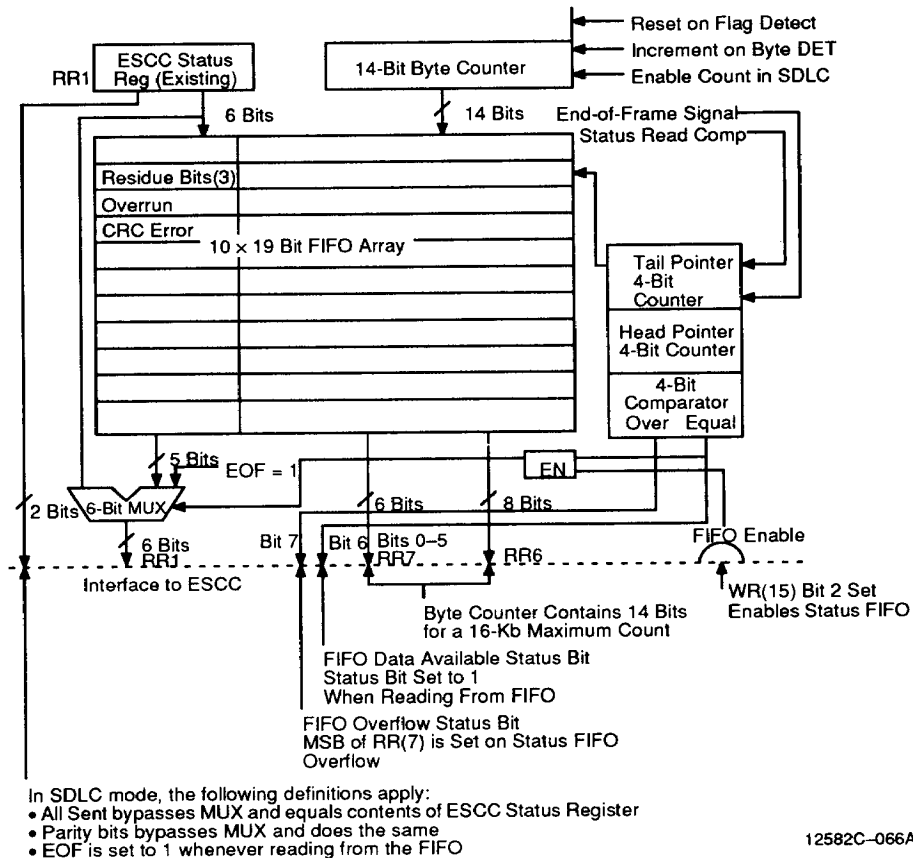 Reset on Flag Detect
ESCC Status
Reg (Existing)
RR1
14-Bit Byte Counter
Increment on Byte DET
Enable Count in SDLC
6 Bits
14 Bits
End-of-Frame Signal
Status Read Comp
Residue Bits(3)
Overrun
CRC Error
10 × 19 Bit FIFO Array
Tail Pointer
4-Bit
Counter
Head Pointer
4-Bit Counter
4-Bit
Comparator
Over Equal
5 Bits
EOF = 1
EN
2 Bits
6-Bit MUX
6 Bits
8 Bits
6 Bits
RR1
Bit 7
Bit 6
Bits 0–5
RR7
RR6
FIFO Enable
Interface to ESCC
WR(15) Bit 2 Set
Enables Status FIFO
Byte Counter Contains 14 Bits
for a 16-Kb Maximum Count
FIFO Data Available Status Bit
Status Bit Set to 1
When Reading From FIFO
FIFO Overflow Status Bit
MSB of RR(7) is Set on Status FIFO
Overflow
In SDLC mode, the following definitions apply:
• All Sent bypasses MUX and equals contents of ESCC Status Register
• Parity bits bypasses MUX and does the same
• EOF is set to 1 whenever reading from the FIFO
12582C–066A